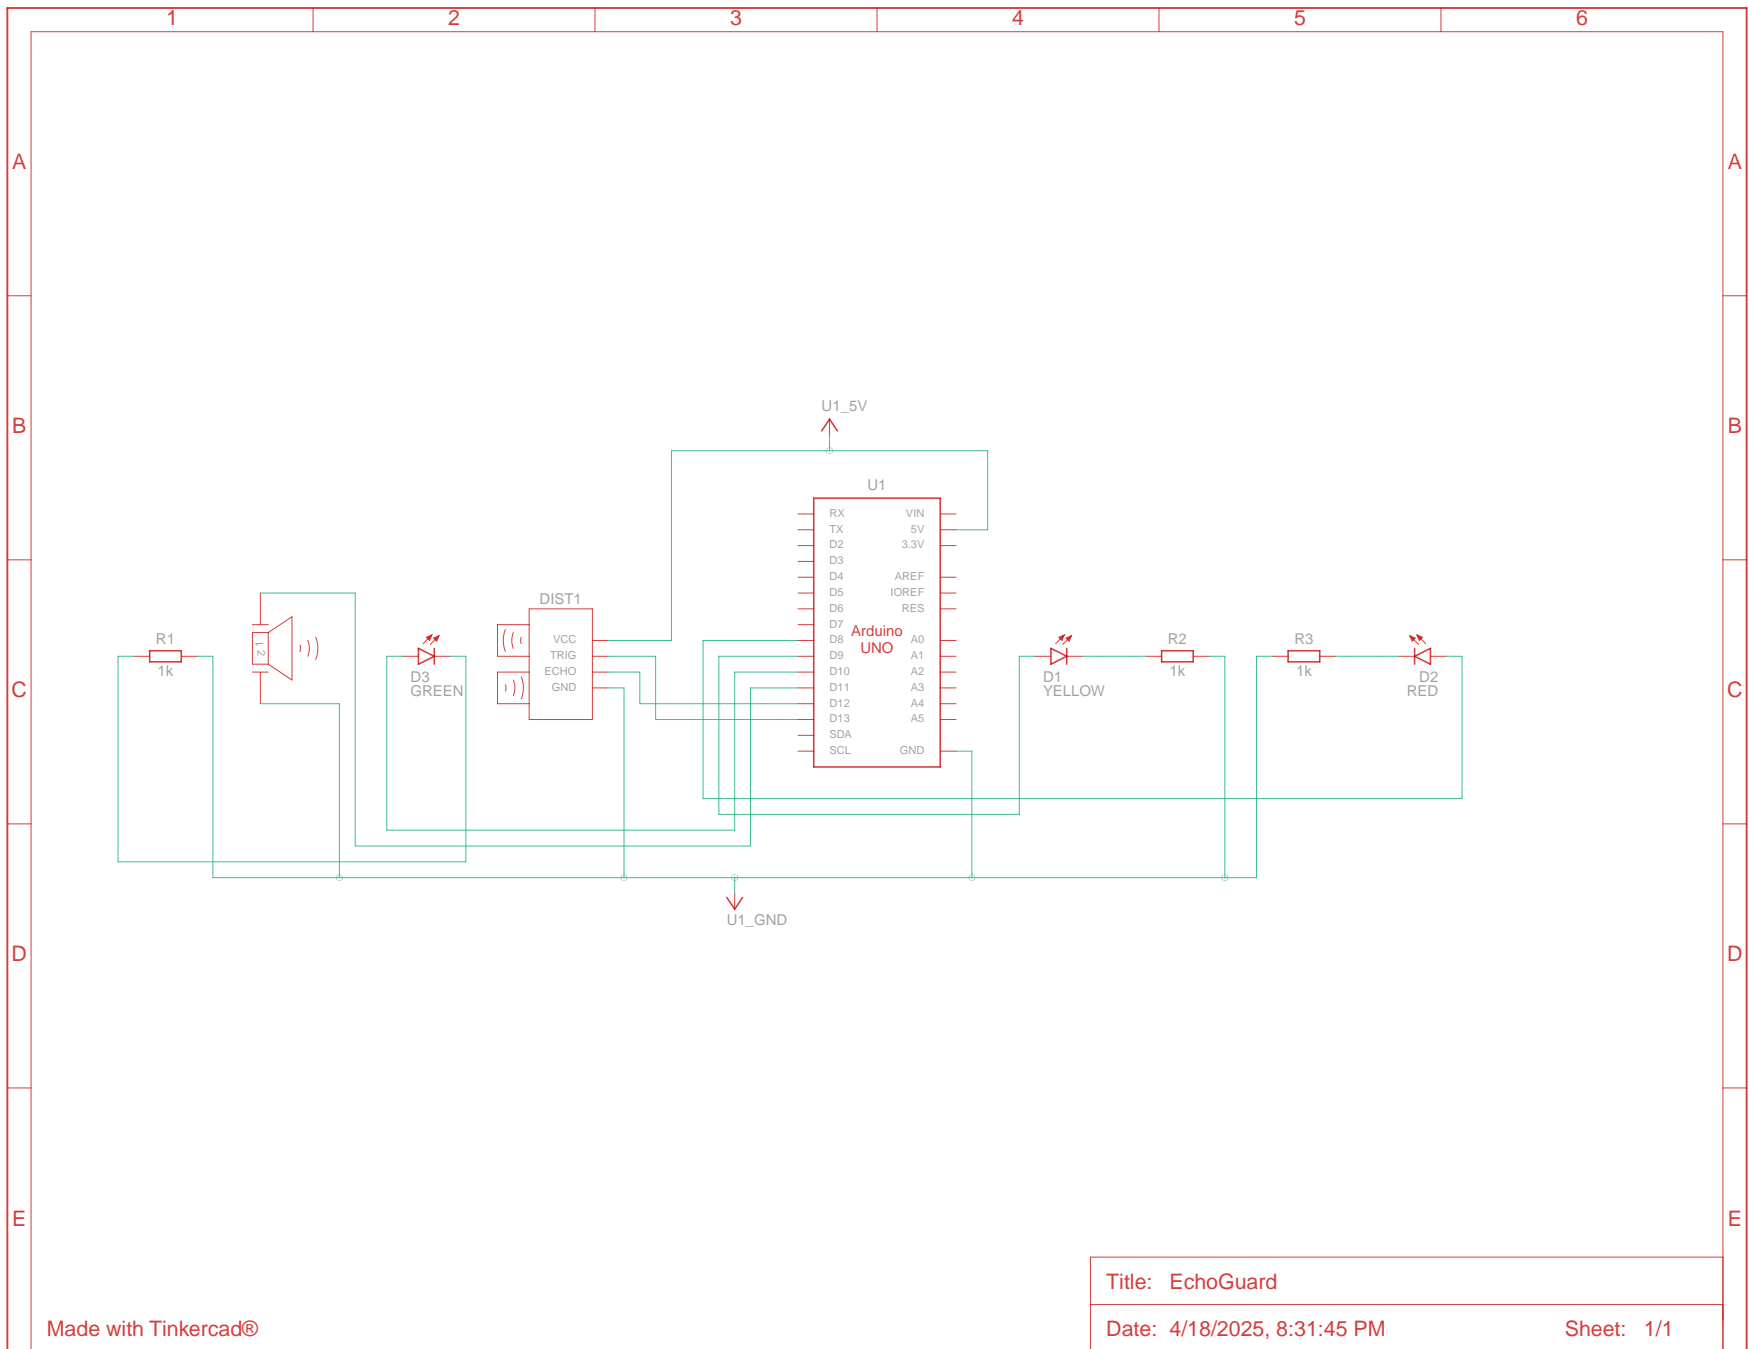 1 2 3 4 5 6
A A
B B
U1_5V
U1
RX VIN
TX 5V
D2 3.3V
D3
D4 AREF
D5 IOREF
D6 RES
D7
Arduino
UNO
D8 A0
D9 A1
D10 A2
D11 A3
D12 A4
D13 A5
SDA
SCL GND
DIST1
VCC
TRIG
ECHO
GND
R1
1k
1 2
D3
GREEN
D1
YELLOW
R2
1k
R3
1k
D2
RED
C C
U1_GND
D D
E E
Title: EchoGuard
Made with Tinkercad®
Date: 4/18/2025, 8:31:45 PM Sheet: 1/1